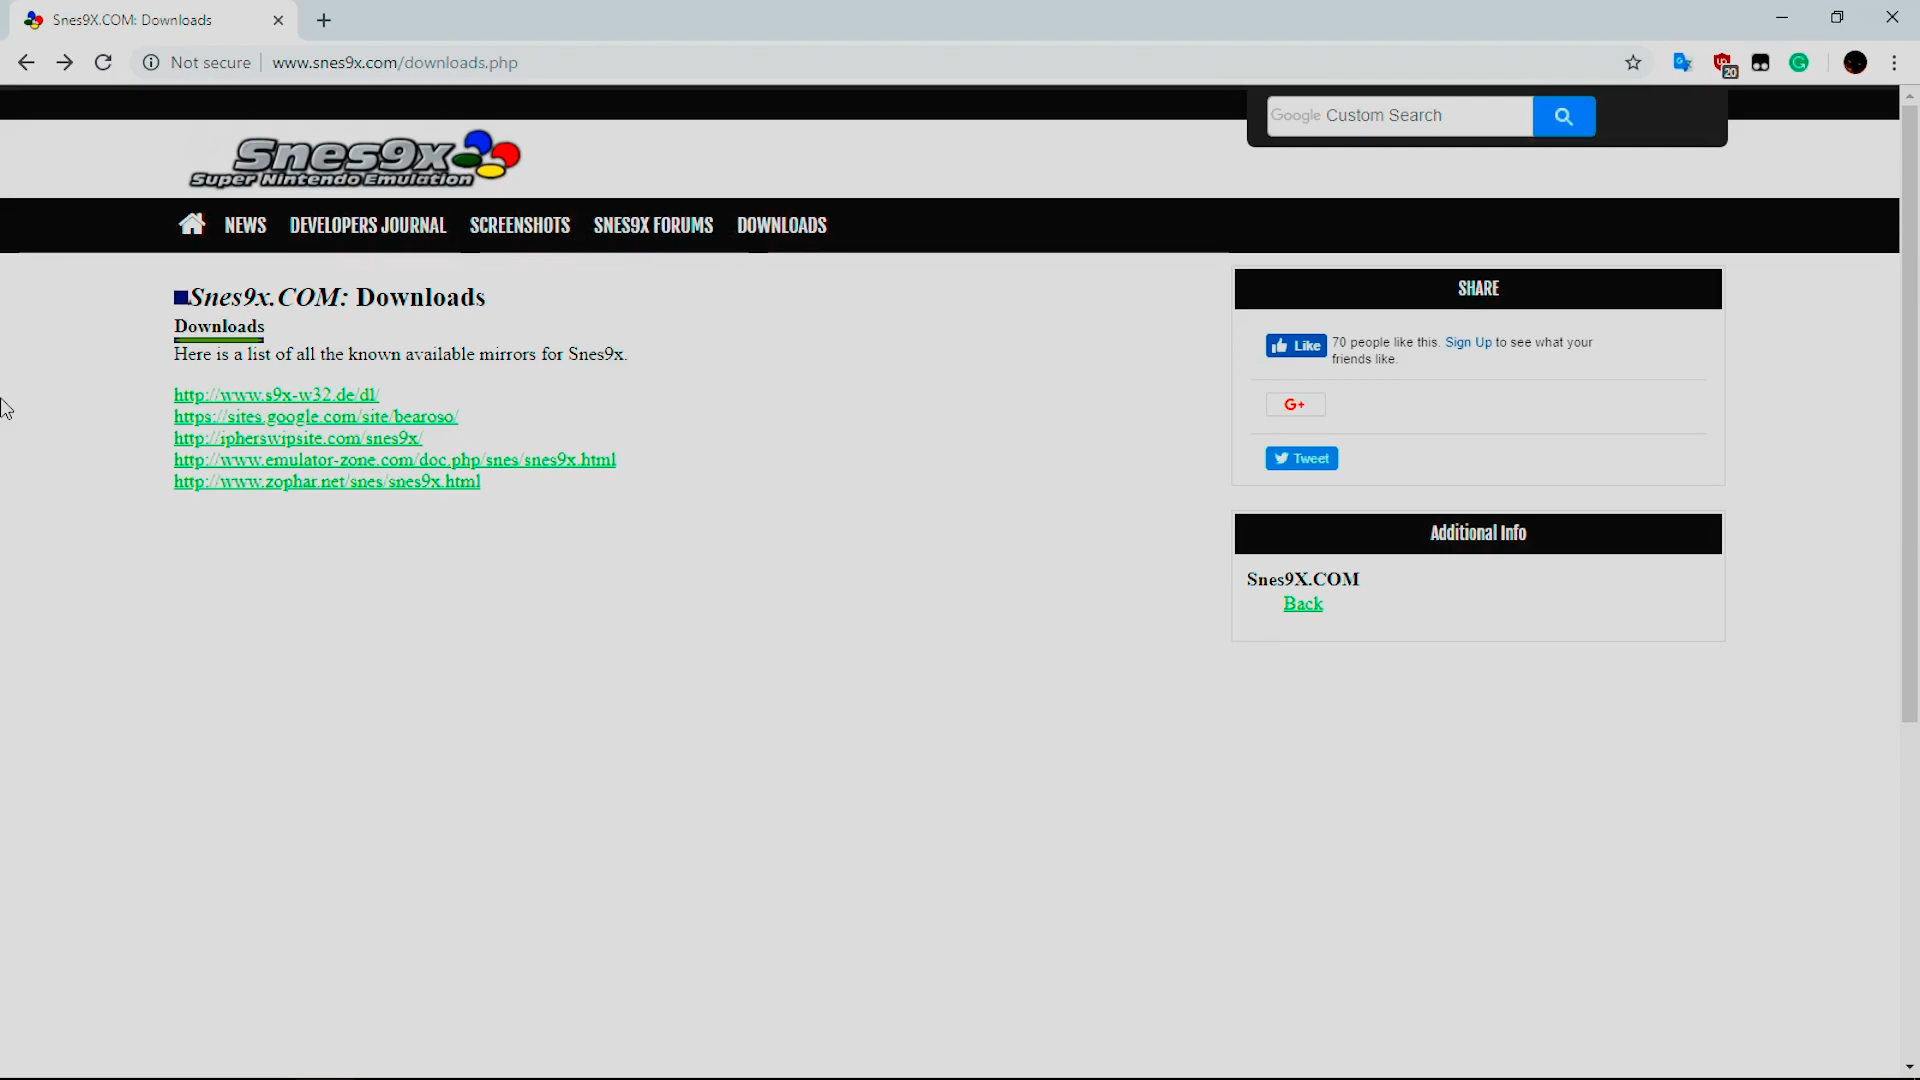 Snes9X.COM: Downloads
Not secure
www.snes9x.com/downloads.php
20
Google Custom Search
Snes9x
Super Nintendo Emulation
NEWS
DEVELOPERS JOURNAL
SCREENSHOTS
SNES9X FORUMS
DOWNLOADS
Snes9x.COM: Downloads
Downloads
Here is a list of all the known available mirrors for Snes9x.
http://www.s9x-w32.de/dl/
https://sites.google.com/site/bearoso/
http://ipherswipsite.com/snes9x/
http://www.emulator-zone.com/doc.php/snes/snes9x.html
http://www.zophar.net/snes/snes9x.html
SHARE
Like
70 people like this. Sign Up to see what your
friends like.
G+
Tweet
Additional Info
Snes9X.COM
Back